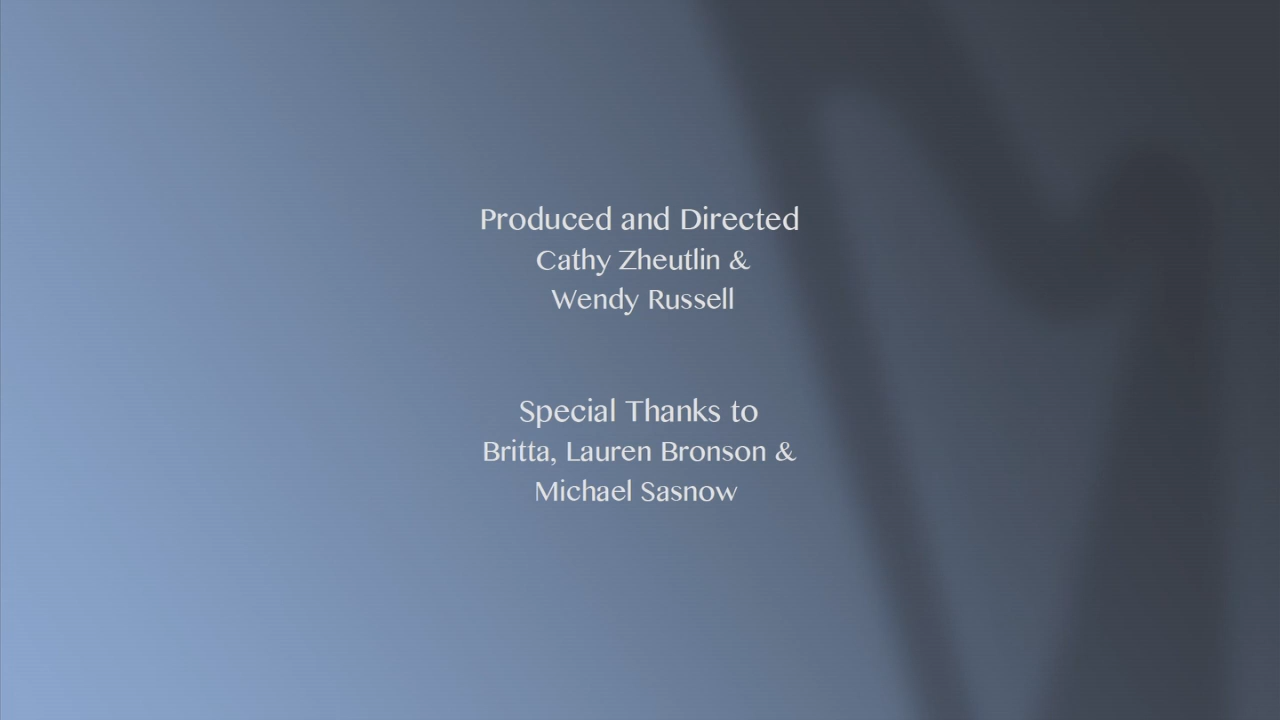 Produced and Directed
Cathy Zheutlin &
Wendy Russell
Special Thanks to
Britta, Lauren Bronson &
Michael Sasnow